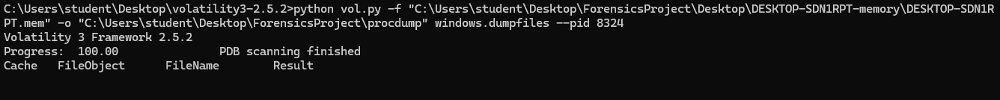 C:\Users\student\Desktop\volatility3-2.5.2>python vol.py -f "C:\Users\student\Desktop\ForensicsProject\Desktop\DESKTOP-SDN1RPT-memory\DESKTOP-SDN1R
PT.mem" -o "C:\Users\student\Desktop\ForensicsProject\procdump" windows.dumpfiles --pid 8324
Volatility 3 Framework 2.5.2
Progress:  100.00               PDB scanning finished
Cache   FileObject      FileName        Result